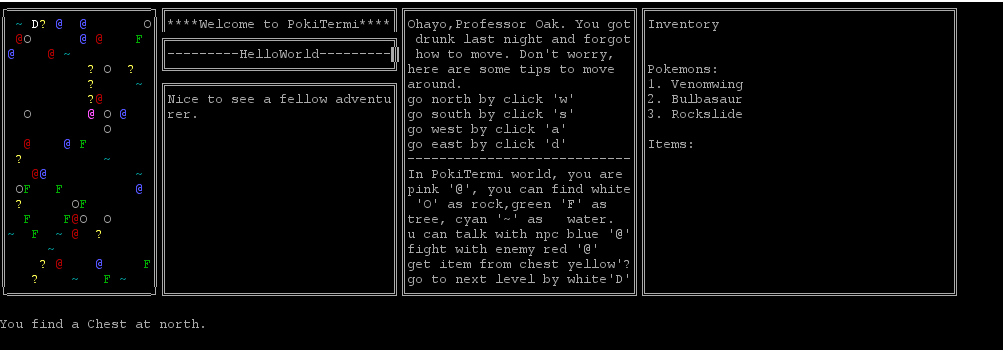 ~ D? @ @ O
@O @ @ F
@ @ ~
? O ?
? ~
?@
O @ O @
O
@ @ F
? ~
@@ ~
OF F @
? OF
F F@O O
~ F ~ @ ?
~
? @ @ F
? ~ F ~
****Welcome to PokiTermi****
---------HelloWorld---------
Nice to see a fellow adventu
rer.
Ohayo,Professor Oak. You got
drunk last night and forgot
how to move. Don't worry,
here are some tips to move
around.
go north by click 'w'
go south by click 's'
go west by click 'a'
go east by click 'd'
----------------------------
In PokiTermi world, you are
pink '@', you can find white
'O' as rock,green 'F' as
tree, cyan '~' as   water.
u can talk with npc blue '@'
fight with enemy red '@'
get item from chest yellow'?
go to next level by white'D'
Inventory
Pokemons:
1. Venomwing
2. Bulbasaur
3. Rockslide
Items:
You find a Chest at north.